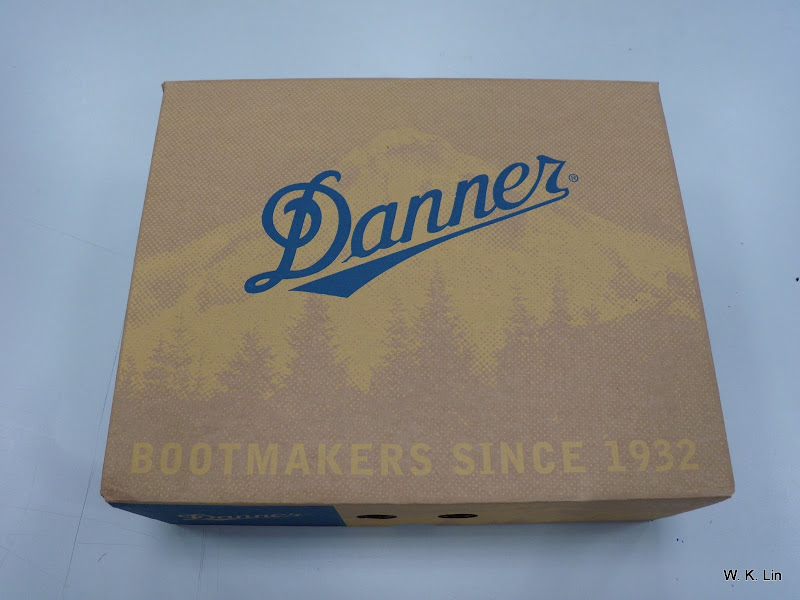 Danner®
BOOTMAKERS SINCE 1932
Danner
W. K. Lin